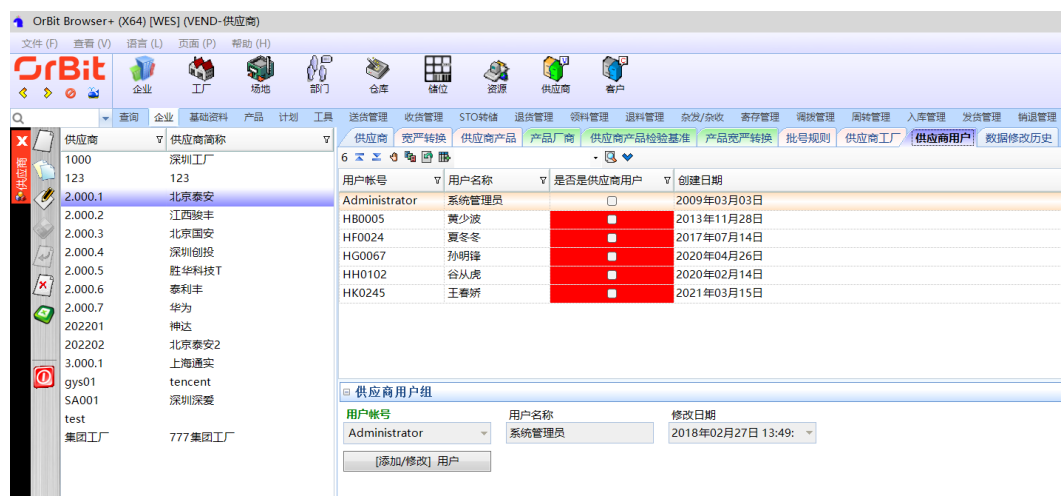 OrBit Browser+ (X64) [WES] (VEND-供应商)
文件 (F) 查看 (V) 语言 (L) 页面 (P) 帮助 (H)
OrBit
企业 工厂 场地 部门 仓库 储位 资源 供应商 客户
查询 企业 基础资料 产品 计划 工具 送货管理 收货管理 STO转储 退货管理 领料管理 退料管理 杂发/杂收 寄存管理 调拨管理 周转管理 入库管理 发货管理 销退管理
X 供应商
供应商 供应商简称
1000 深圳工厂
123 123
2.000.1 北京泰安
2.000.2 江西骏丰
2.000.3 北京国安
2.000.4 深圳创投
2.000.5 胜华科技T
2.000.6 泰利丰
2.000.7 华为
202201 神达
202202 北京泰安2
3.000.1 上海通实
gys01 tencent
SA001 深圳深爱
test
集团工厂 777集团工厂
供应商 宽严转换 供应商产品 产品厂商 供应商产品检验基准 产品宽严转换 批号规则 供应商工厂 供应商用户 数据修改历史
6
用户帐号 用户名称 是否是供应商用户 创建日期
Administrator 系统管理员 2009年03月03日
HB0005 黄少波 2013年11月28日
HF0024 夏冬冬 2017年07月14日
HG0067 孙明锋 2020年04月26日
HH0102 谷从虎 2020年02月14日
HK0245 王春娇 2021年03月15日
供应商用户组
用户帐号 用户名称 修改日期
Administrator 系统管理员 2018年02月27日 13:49:
[添加/修改] 用户